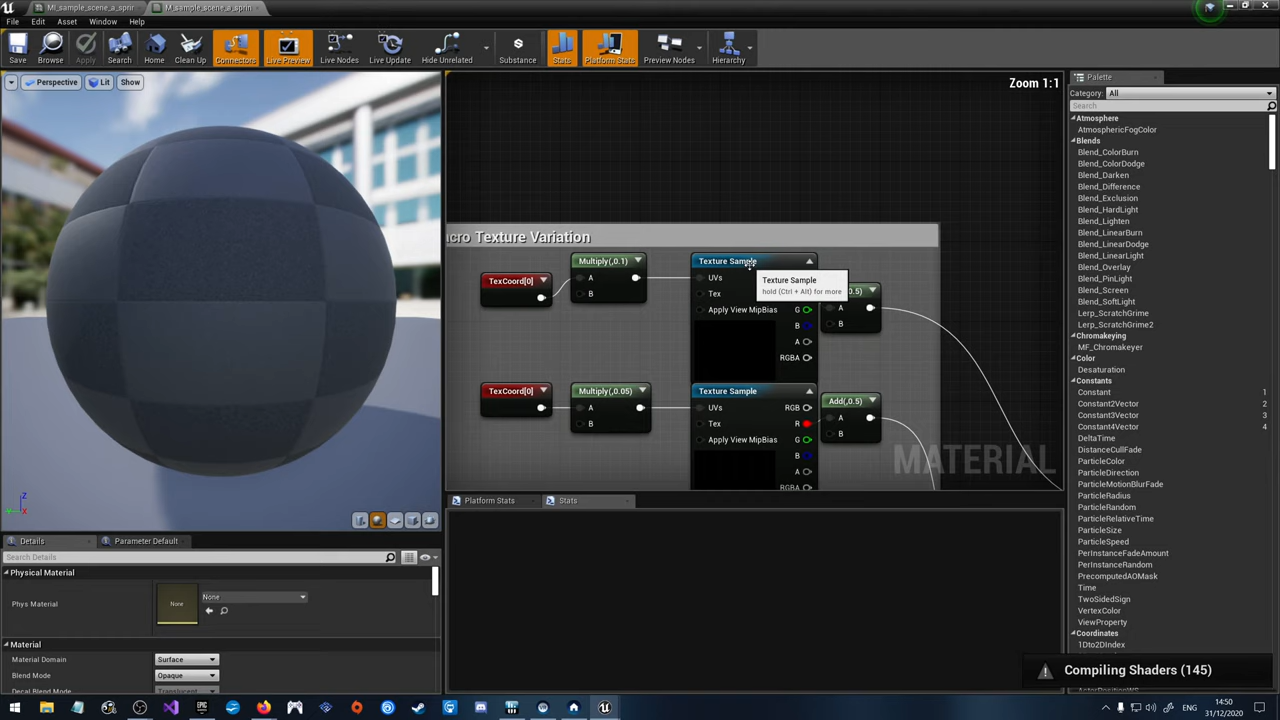 MI_sample_scene_a_sprin
M_sample_scene_a_sprin
File Edit Asset Window Help
Save Browse Apply Search Home Clean Up Connectors Live Preview Live Nodes Live Update Hide Unrelated Substance Stats Platform Stats Preview Nodes Hierarchy
Perspective Lit Show
Zoom 1:1
acro Texture Variation
TexCoord[0]
Multiply(,0.1)
A
B
Texture Sample
UVs
Tex
Apply View MipBias
G
B
A
RGBA
Texture Sample
hold (Ctrl + Alt) for more
0.5)
A
B
TexCoord[0]
Multiply(,0.05)
A
B
Texture Sample
UVs RGB
Tex R
Apply View MipBias G
B
A
RGBA
Add(,0.5)
A
B
MATERIAL
Platform Stats Stats
Details Parameter Default
Search Details
Physical Material
Phys Material
None
None
Material
Material Domain Surface
Blend Mode Opaque
Decal Blend Mode Translucent
Palette
Category: All
Search
Atmosphere
AtmosphericFogColor
Blends
Blend_ColorBurn
Blend_ColorDodge
Blend_Darken
Blend_Difference
Blend_Exclusion
Blend_HardLight
Blend_Lighten
Blend_LinearBurn
Blend_LinearDodge
Blend_LinearLight
Blend_Overlay
Blend_PinLight
Blend_Screen
Blend_SoftLight
Lerp_ScratchGrime
Lerp_ScratchGrime2
Chromakeying
MF_Chromakeyer
Color
Desaturation
Constants
Constant 1
Constant2Vector 2
Constant3Vector 3
Constant4Vector 4
DeltaTime
DistanceCullFade
ParticleColor
ParticleDirection
ParticleMotionBlurFade
ParticleRadius
ParticleRandom
ParticleRelativeTime
ParticleSize
ParticleSpeed
PerInstanceFadeAmount
PerInstanceRandom
PrecomputedAOMask
Time
TwoSidedSign
VertexColor
ViewProperty
Coordinates
1Dto2DIndex
Compiling Shaders (145)
ENG
14:50
31/12/2020